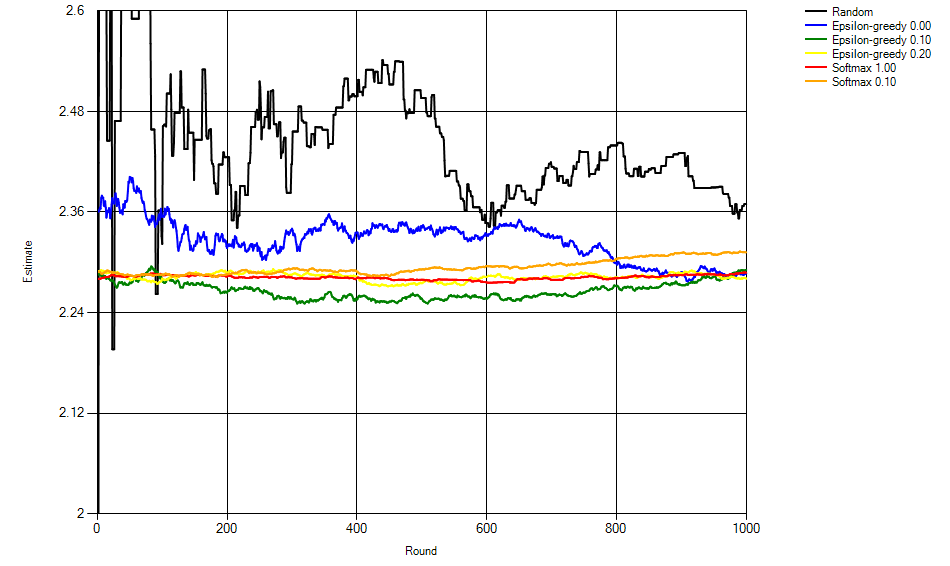 2.6
2.48
2.36
2.24
2.12
2
Estimate
0
200
400
600
800
1000
Round
Random
Epsilon-greedy 0.00
Epsilon-greedy 0.10
Epsilon-greedy 0.20
Softmax 1.00
Softmax 0.10